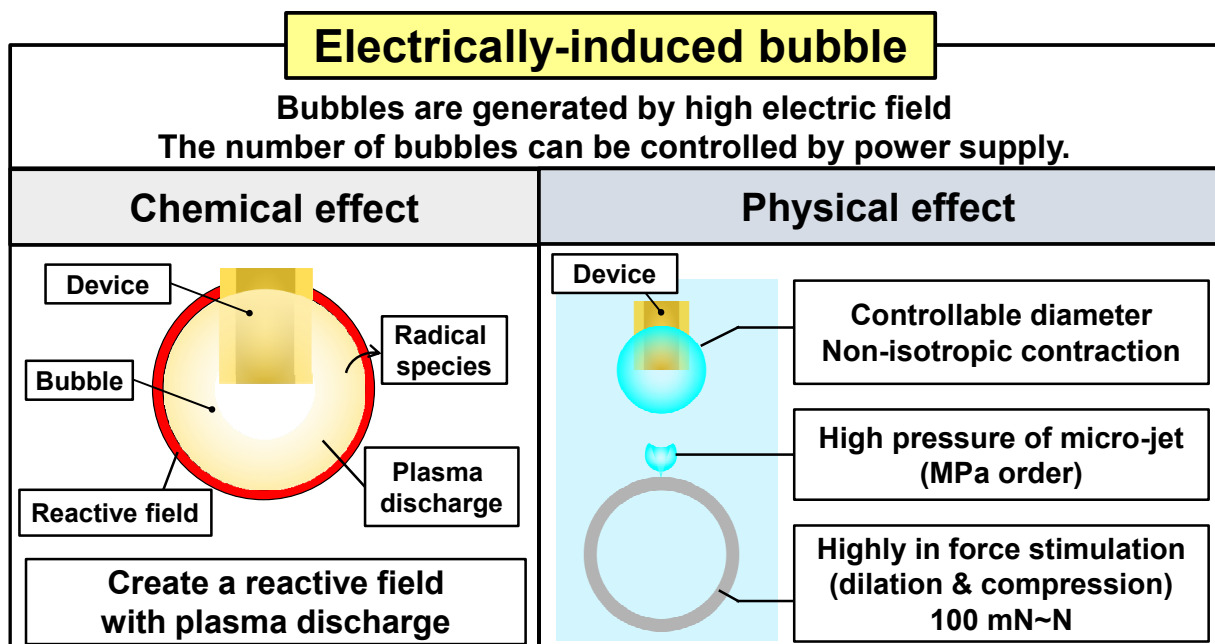 Electrically-induced bubble
Bubbles are generated by high electric field
The number of bubbles can be controlled by power supply.
Chemical effect
Device
Radical
species
Bubble
Plasma
discharge
Reactive field
Create a reactive field
with plasma discharge
Physical effect
Device
Controllable diameter
Non-isotropic contraction
High pressure of micro-jet
(MPa order)
Highly in force stimulation
(dilation & compression)
100 mN~N